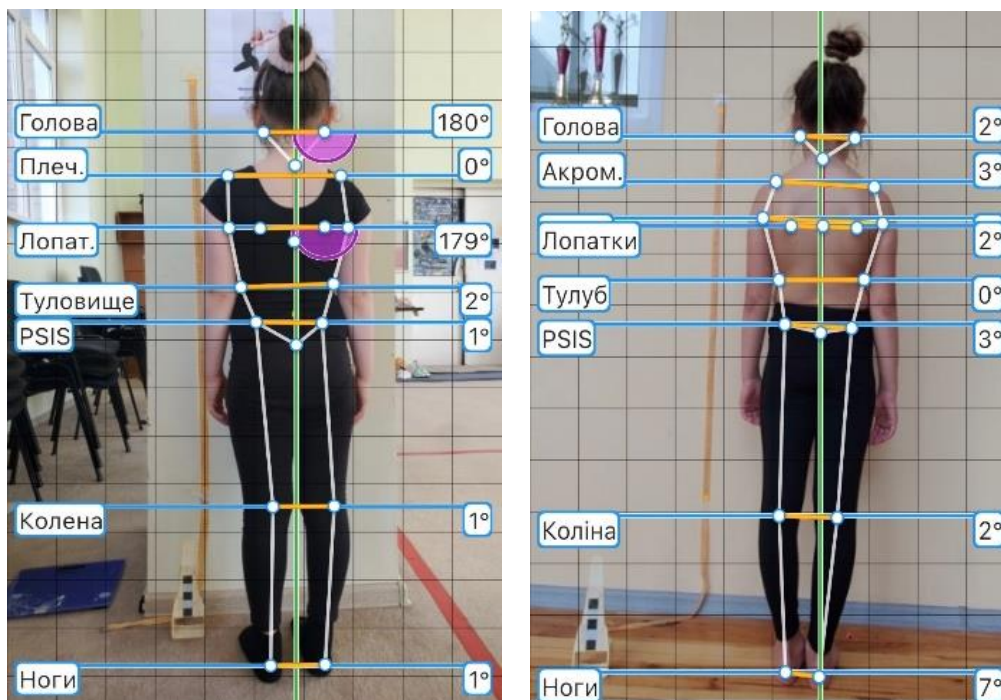 Голова 180°
Плеч. 0°
Лопат. 179°
Туловище 2°
PSIS 1°
Колена 1°
Ноги 1°
Голова 2°
Акром. 3°
Лопатки 2°
Тулуб 0°
PSIS 3°
Коліна 2°
Ноги 7°